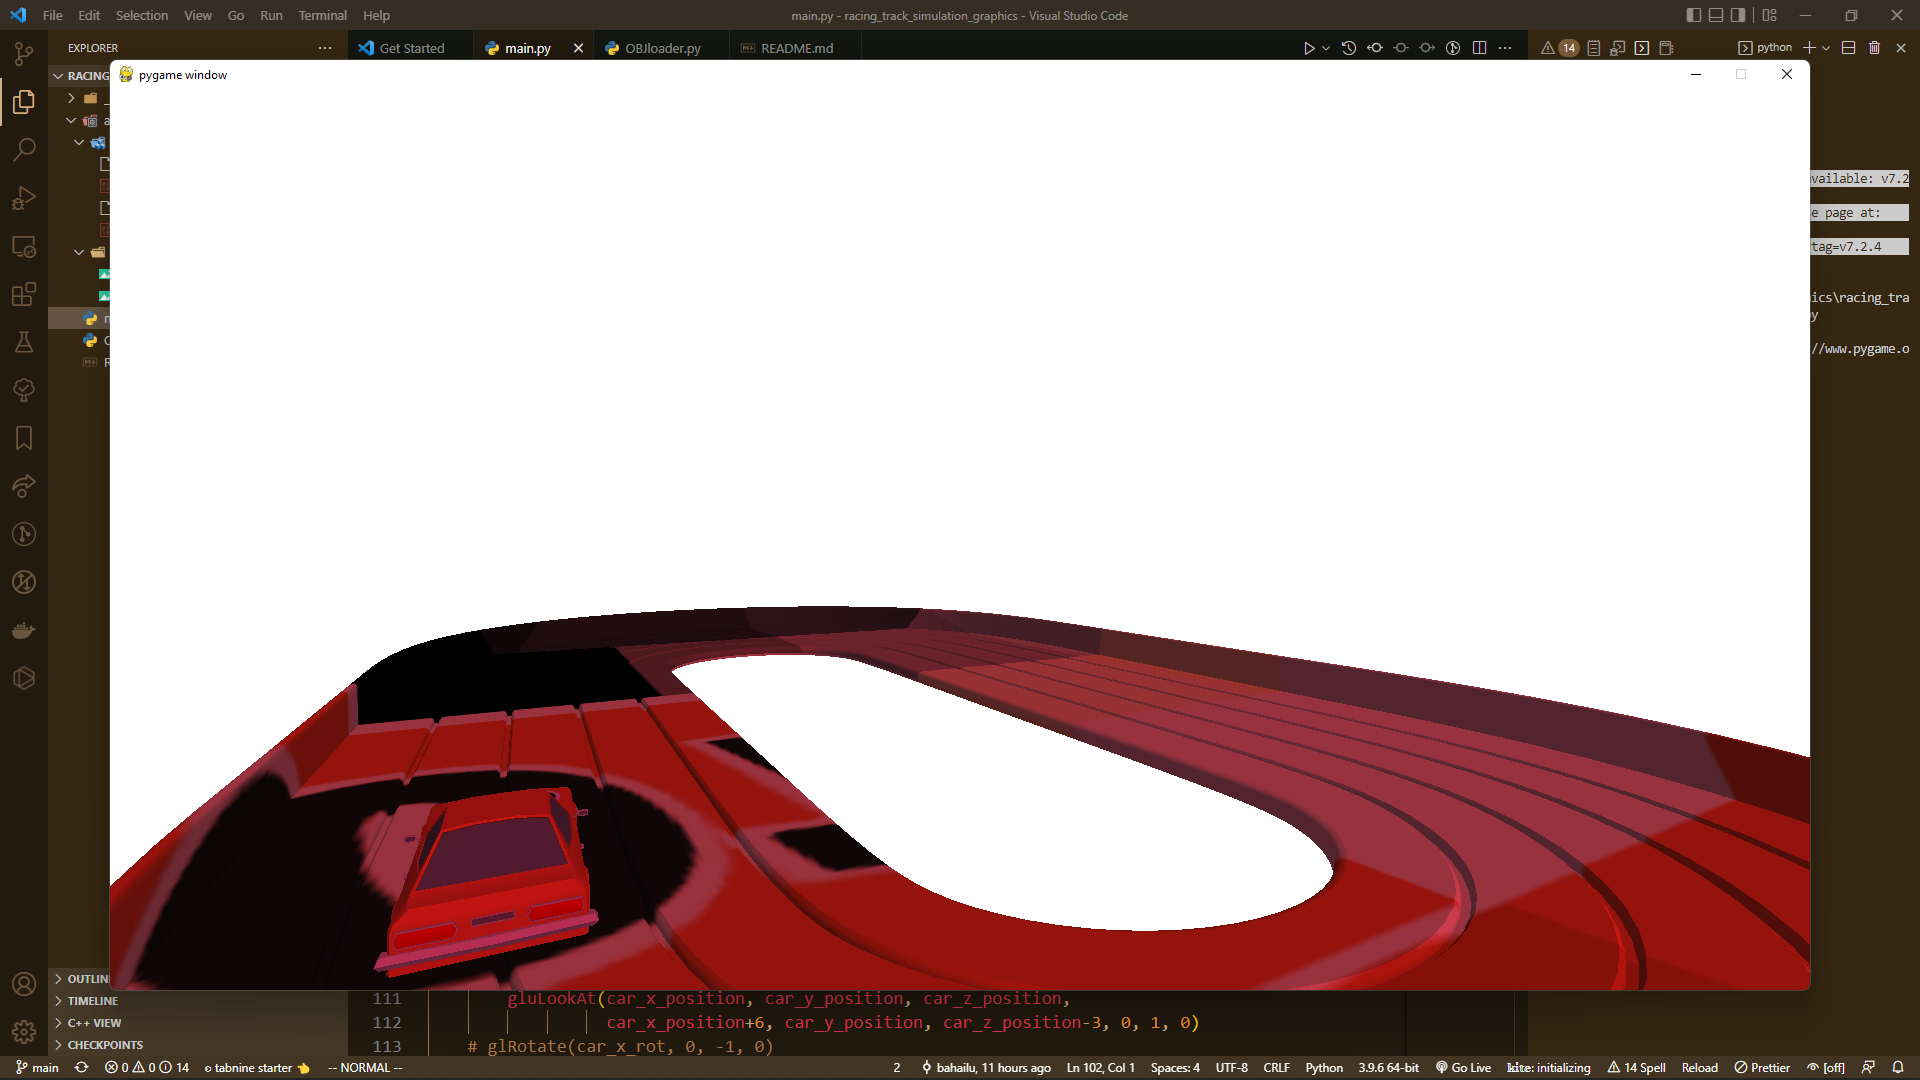 File Edit Selection View Go Run Terminal Help
main.py - racing_track_simulation_graphics - Visual Studio Code
EXPLORER
Get Started
main.py
OBJloader.py
README.md
14
python
RACING
pygame window
vailable: v7.2
e page at:
tag=v7.2.4
ics\racing_tra
//www.pygame.o
OUTLIN
TIMELINE
C++ VIEW
CHECKPOINTS
111 gluLookAt(car_x_position, car_y_position, car_z_position,
112 car_x_position+6, car_y_position, car_z_position-3, 0, 1, 0)
113 # glRotate(car_x_rot, 0, -1, 0)
main 0 0 14 tabnine starter -- NORMAL -- 2 bahailu, 11 hours ago Ln 102, Col 1 Spaces: 4 UTF-8 CRLF Python 3.9.6 64-bit Go Live kite: initializing 14 Spell Reload Prettier [off]